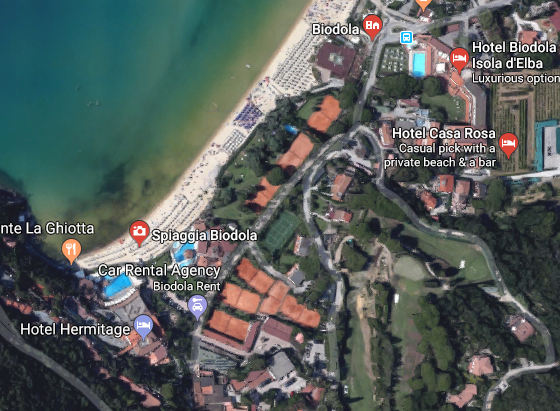 Biodola
Hotel Biodola
Isola d'Elba
Luxurious option
Hotel Casa Rosa
Casual pick with a
private beach & a bar
nte La Ghiotta
Spiaggia Biodola
Car Rental Agency
Biodola Rent
Hotel Hermitage